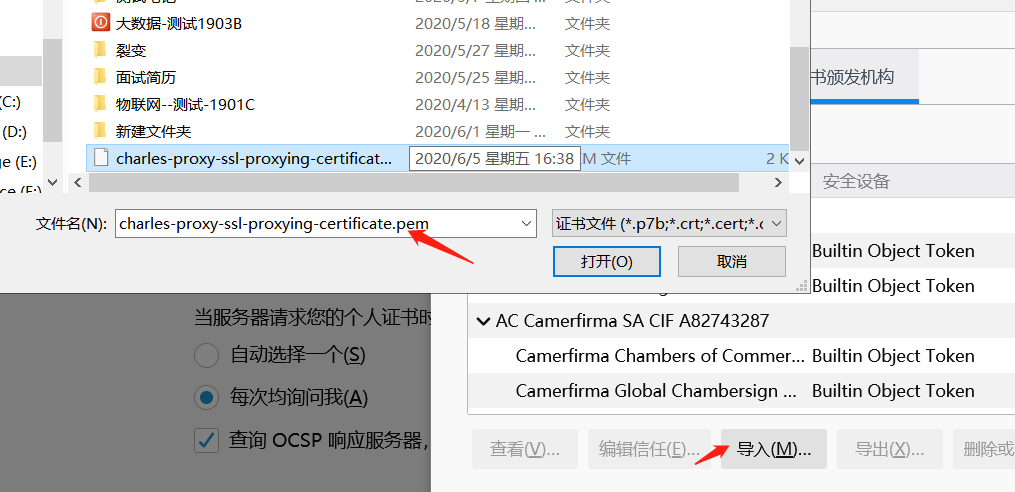 大数据-测试1903B 2020/5/18 星期... 文件夹
裂变 2020/5/27 星期... 文件夹
面试简历 2020/5/25 星期... 文件夹
物联网--测试-1901C 2020/4/13 星期... 文件夹
新建文件夹 2020/6/1 星期一 ... 文件夹
charles-proxy-ssl-proxying-certificat... 2020/6/5 星期五 16:38 M 文件 2 K
(C:)
(D:)
(E:)
文件名(N): charles-proxy-ssl-proxying-certificate.pem 证书文件 (*.p7b;*.crt;*.cert;*.c
打开(O) 取消
书颁发机构
安全设备
Builtin Object Token
Builtin Object Token
AC Camerfirma SA CIF A82743287
Camerfirma Chambers of Commer... Builtin Object Token
Camerfirma Global Chambersign ... Builtin Object Token
当服务器请求您的个人证书时
自动选择一个(S)
每次均询问我(A)
查询 OCSP 响应服务器，
查看(V)... 编辑信任(E)... 导入(M)... 导出(X)... 删除或